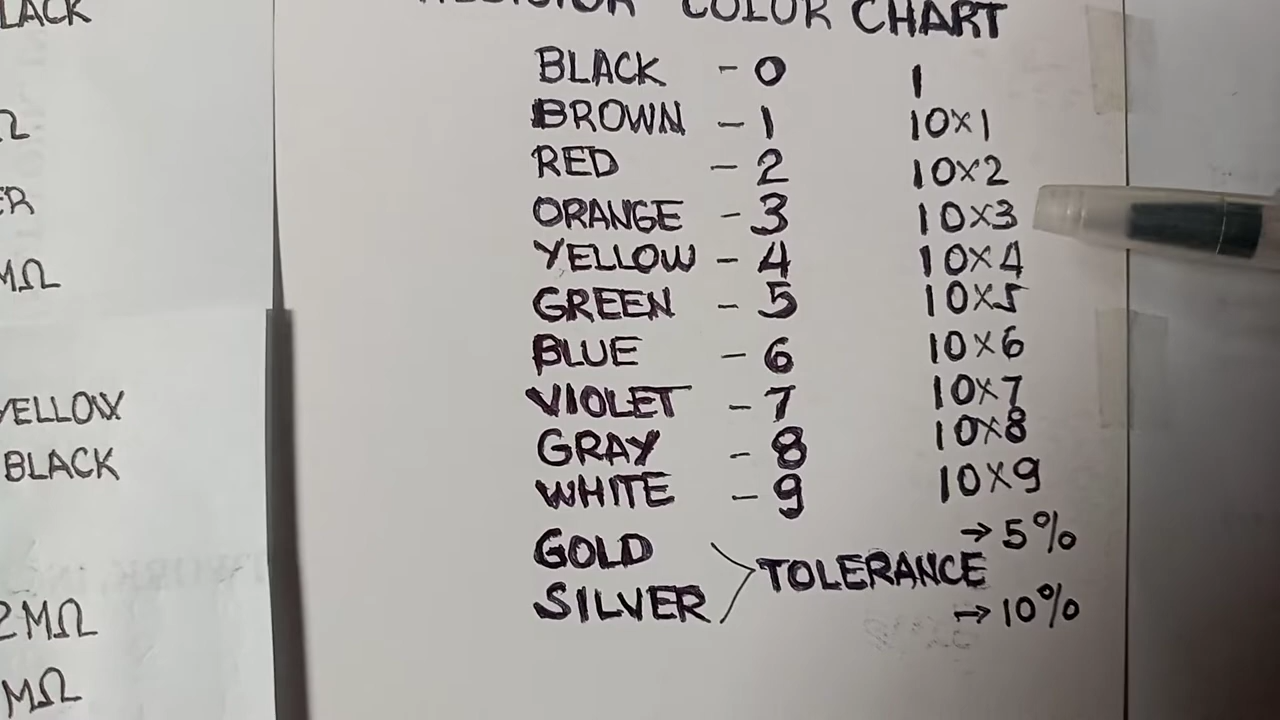 LACK
Ω
ER
MΩ
YELLOW
BLACK
2MΩ
MΩ
COLOR CHART
BLACK - 0 1
BROWN - 1 10×1
RED - 2 10×2
ORANGE - 3 10×3
YELLOW - 4 10×4
GREEN - 5 10×5
BLUE - 6 10×6
VIOLET - 7 10×7
GRAY - 8 10×8
WHITE - 9 10×9
GOLD → 5%
TOLERANCE
SILVER → 10%